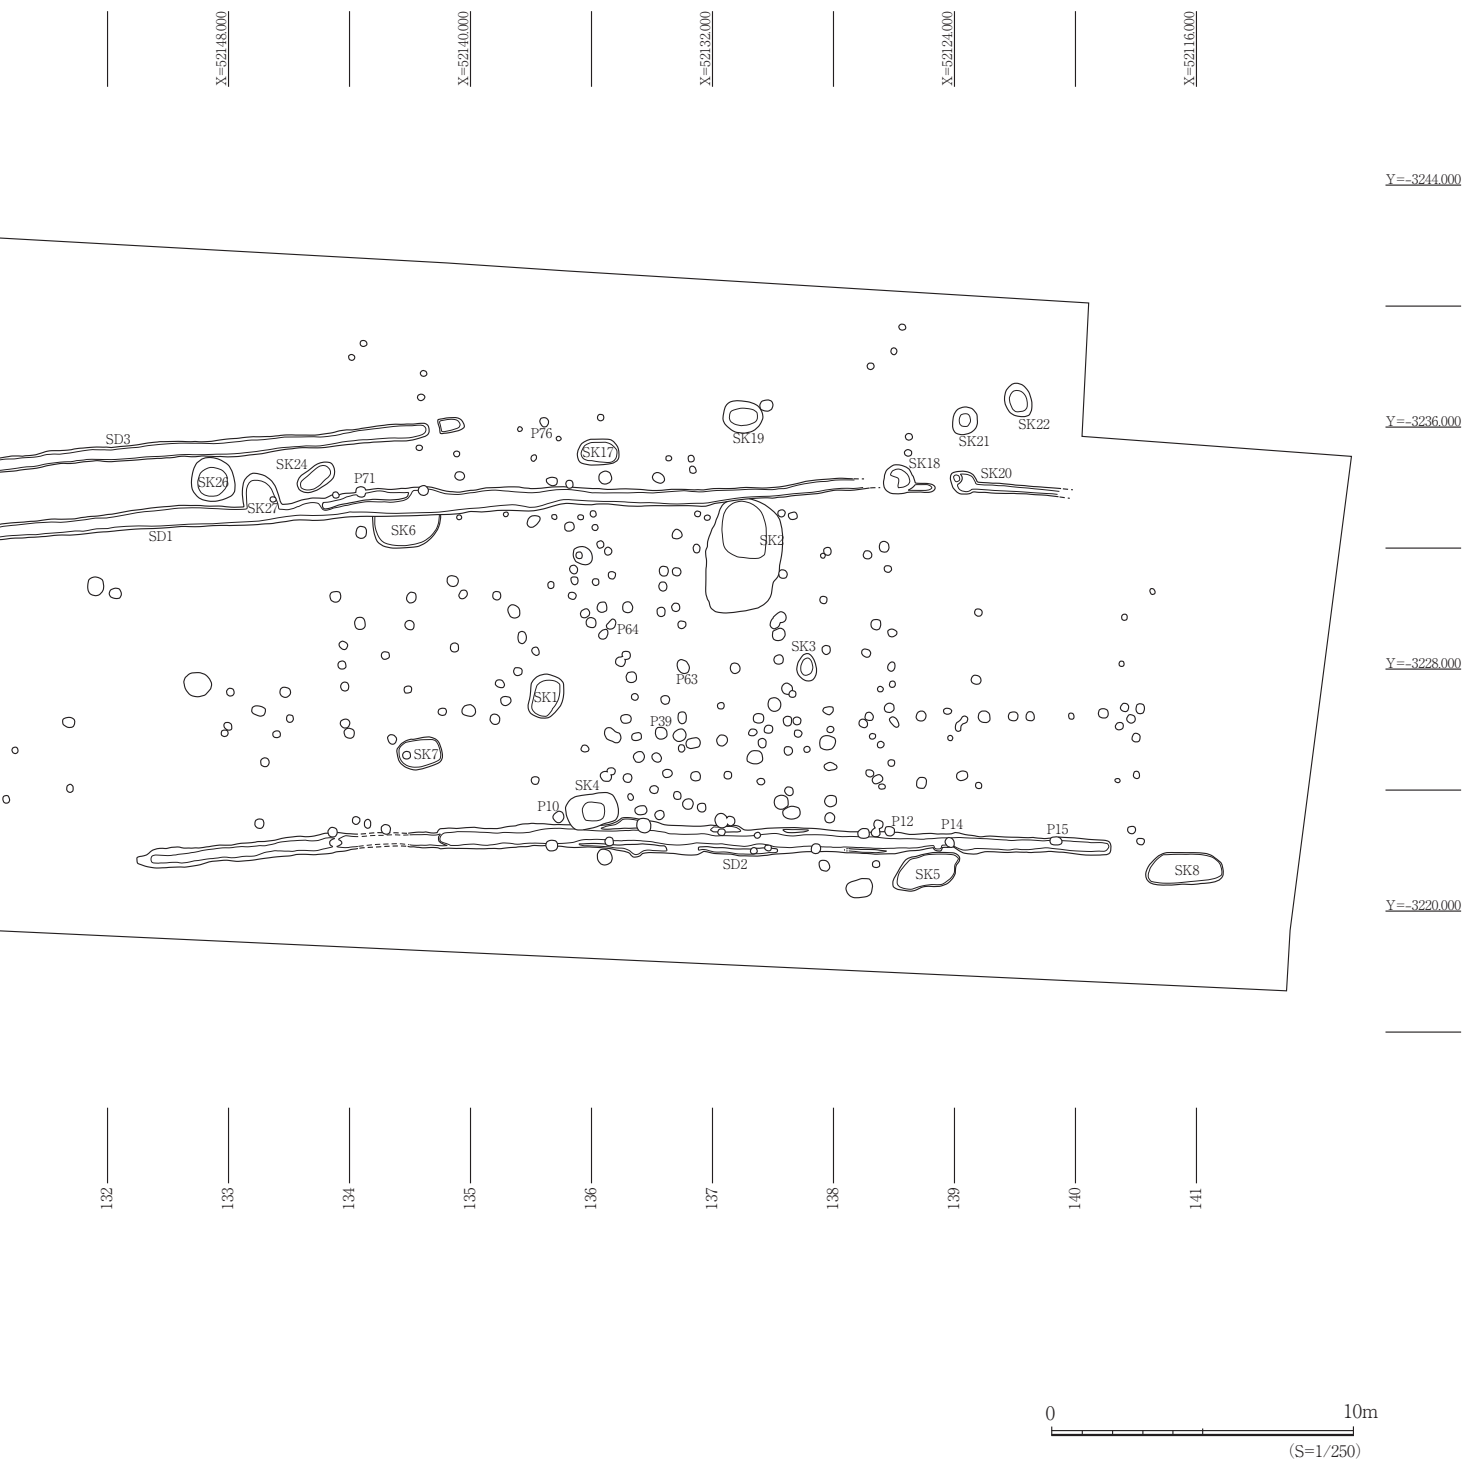 X=52148.000
X=52140.000
X=52132.000
X=52124.000
X=52116.000
Y=-3244.000
Y=-3236.000
Y=-3228.000
Y=-3220.000
SD3
SK26
SK24
SK27
P71
SD1
SK6
P76
SK17
SK19
SK18
SK20
SK21
SK22
SK2
P64
P63
SK3
SK1
P39
SK7
SK4
P10
P12
P14
P15
SD2
SK5
SK8
132
133
134
135
136
137
138
139
140
141
0 10m
(S=1/250)